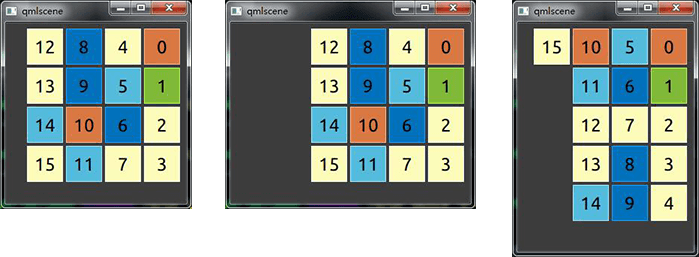 qmlscene
12 8 4 0
13 9 5 1
14 10 6 2
15 11 7 3
qmlscene
12 8 4 0
13 9 5 1
14 10 6 2
15 11 7 3
qmlscene
15 10 5 0
11 6 1
12 7 2
13 8 3
14 9 4